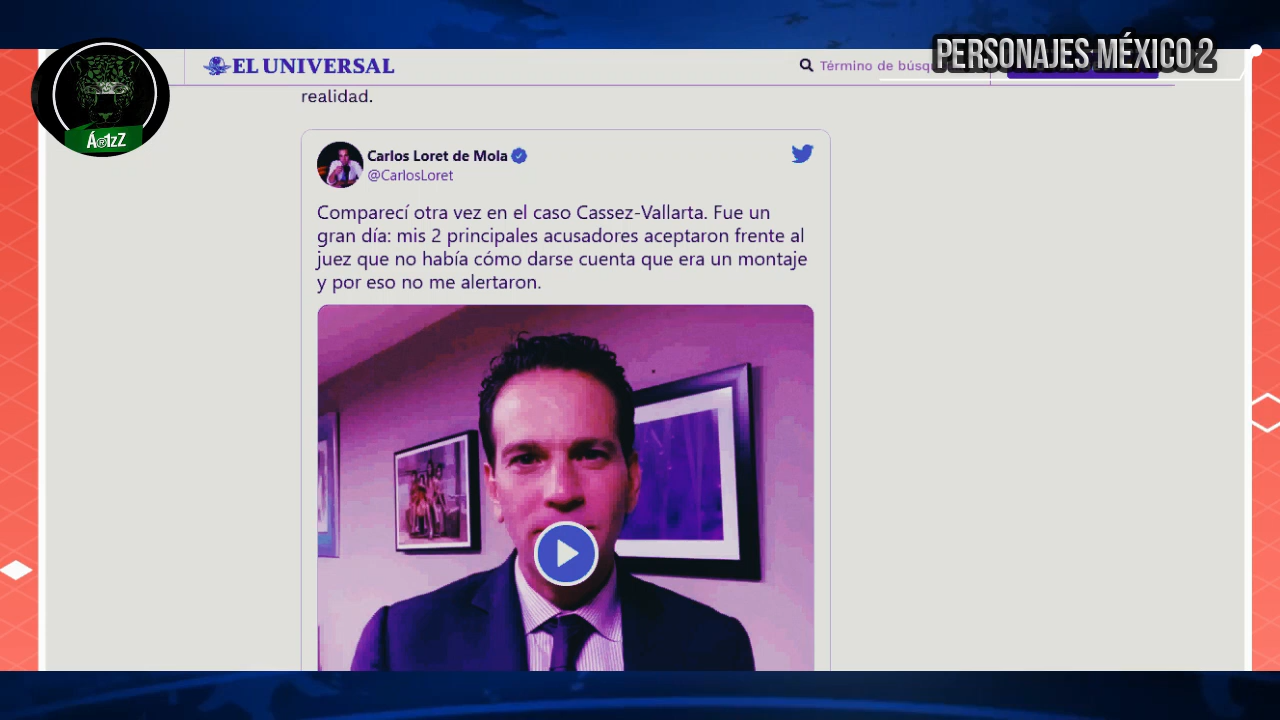 PERSONAJES MÉXICO 2
EL UNIVERSAL
Término de búsqu
Á®1zZ
realidad.
Carlos Loret de Mola
@CarlosLoret
Comparecí otra vez en el caso Cassez-Vallarta. Fue un
gran día: mis 2 principales acusadores aceptaron frente al
juez que no había cómo darse cuenta que era un montaje
y por eso no me alertaron.